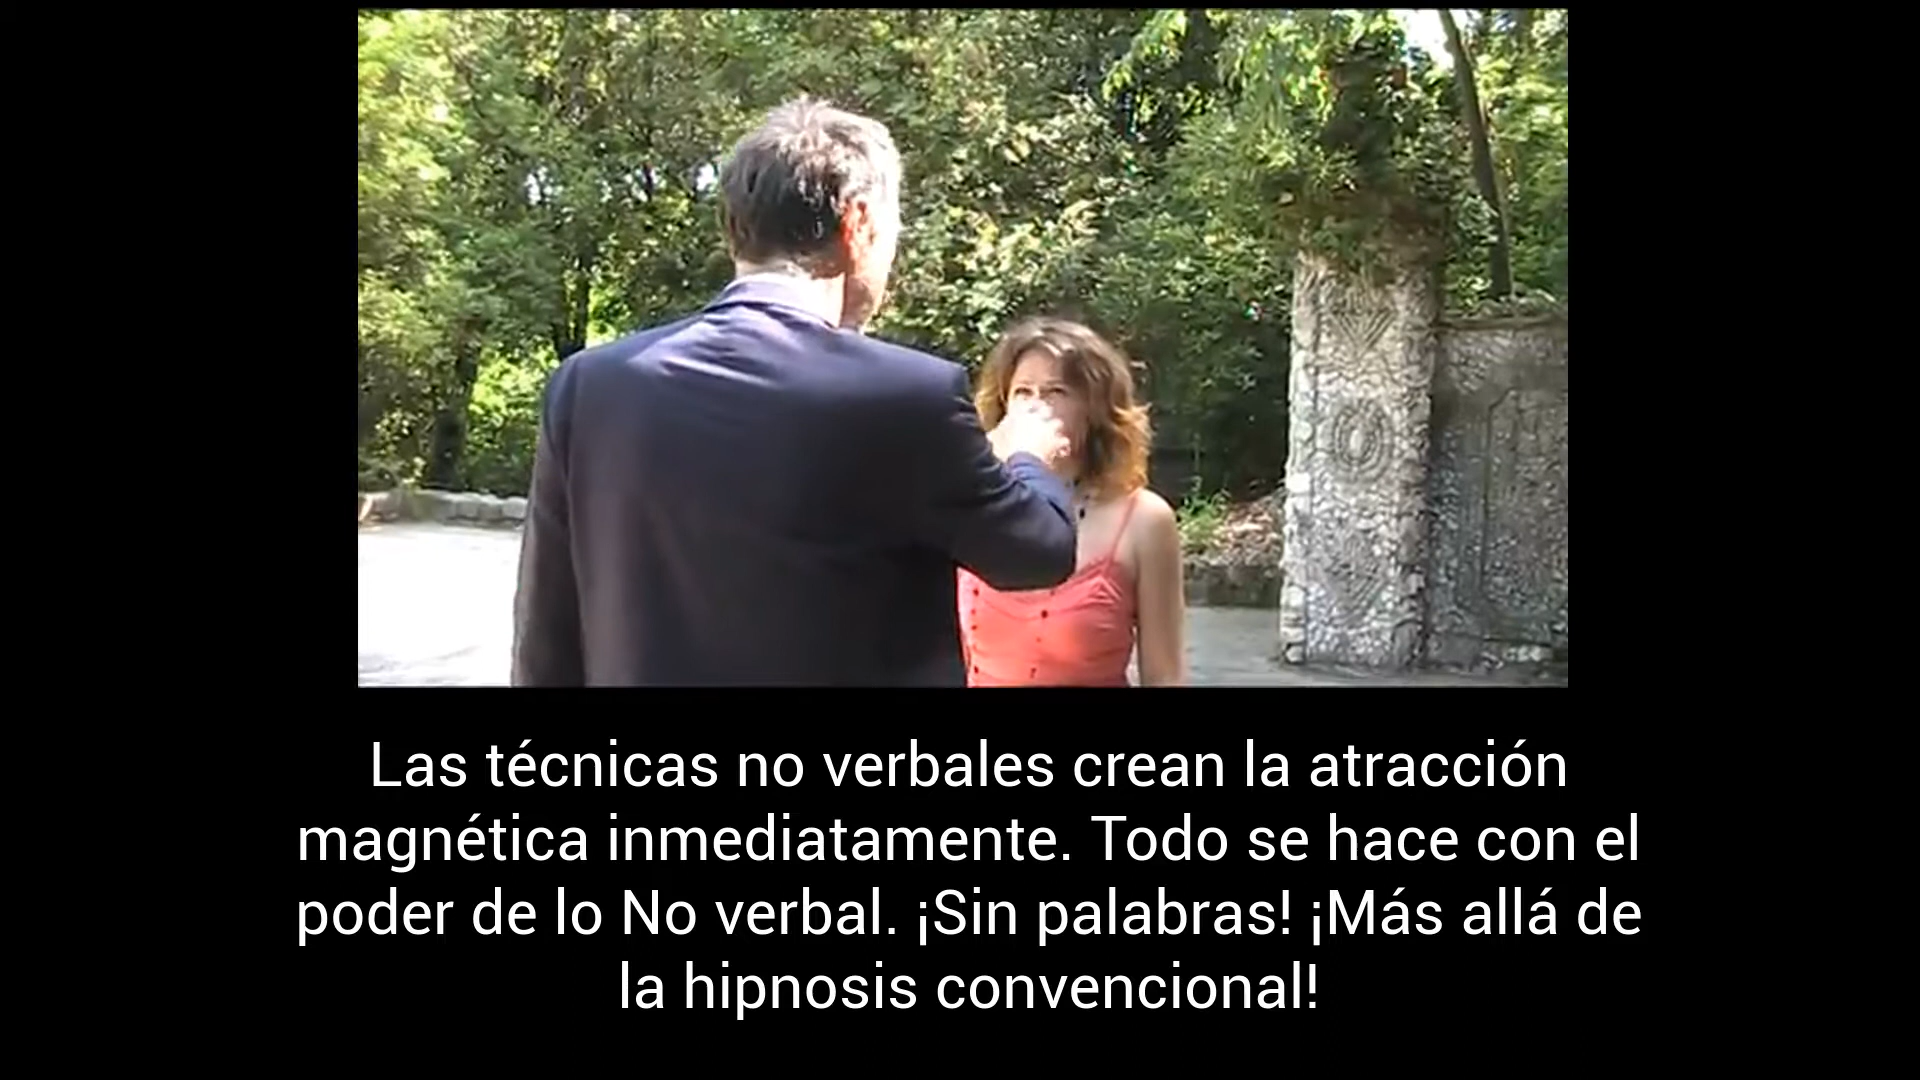 Las técnicas no verbales crean la atracción
magnética inmediatamente. Todo se hace con el
poder de lo No verbal. ¡Sin palabras! ¡Más allá de
la hipnosis convencional!